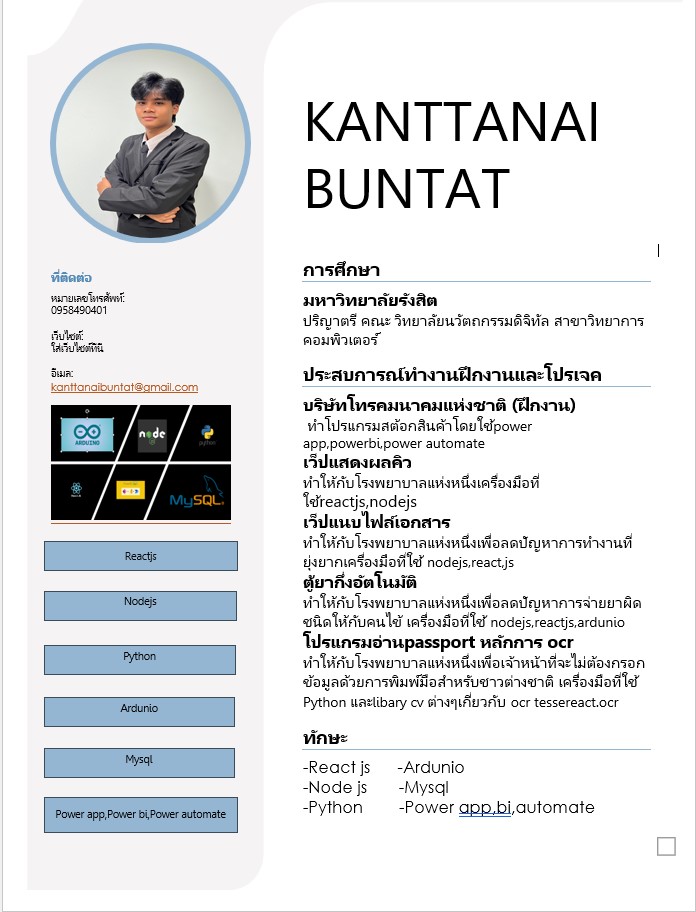 KANTTANAI
BUNTAT
ที่ติดต่อ
หมายเลขโทรศัพท์:
0958490401
เว็บไซต์:
ใส่เว็บไซต์ที่นี่
อีเมล:
kanttanaibuntat@gmail.com
ARDUINO
node
python
React JS
MySQL
Reactjs
Nodejs
Python
Ardunio
Mysql
Power app,Power bi,Power automate
การศึกษา
มหาวิทยาลัยรังสิต
ปริญาตรี คณะ วิทยาลัยนวัตถกรรมดิจิทัล สาขาวิทยาการ
คอมพิวเตอร์
ประสบการณ์ทำงานฝึกงานและโปรเจค
บริษัทโทรคมนาคมแห่งชาติ (ฝึกงาน)
ทำโปรแกรมสต้อกสินค้าโดยใช้power
app,powerbi,power automate
เว็ปแสดงผลคิว
ทำให้กับโรงพยาบาลแห่งหนึ่งเครื่องมือที่
ใช้reactjs,nodejs
เว็ปแนบไฟล์เอกสาร
ทำให้กับโรงพยาบาลแห่งหนึ่งเพื่อลดปัญหาการทำงานที่
ยุ่งยากเครื่องมือที่ใช้ nodejs,react,js
ตู้ยากึ่งอัตโนมัติ
ทำให้กับโรงพยาบาลแห่งหนึ่งเพื่อลดปัญหาการจ่ายยาผิด
ชนิดให้กับคนไข้ เครื่องมือที่ใช้ nodejs,reactjs,ardunio
โปรแกรมอ่านpassport หลักการ ocr
ทำให้กับโรงพยาบาลแห่งหนึ่งเพื่อเจ้าหน้าที่จะไม่ต้องกรอก
ข้อมูลด้วยการพิมพ์มือสำหรับชาวต่างชาติ เครื่องมือที่ใช้
Python และlibary cv ต่างๆเกี่ยวกับ ocr tessereact.ocr
ทักษะ
-React js -Ardunio
-Node js -Mysql
-Python -Power app,bi,automate